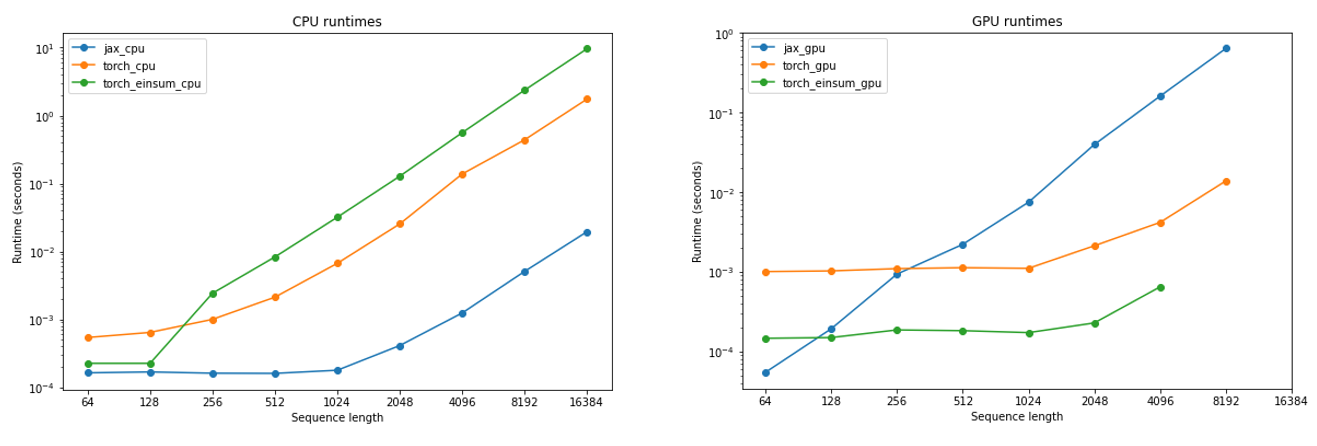 CPU runtimes
jax_cpu
torch_cpu
torch_einsum_cpu
10¹
10⁰
10⁻¹
10⁻²
10⁻³
10⁻⁴
Runtime (seconds)
64 128 256 512 1024 2048 4096 8192 16384
Sequence length
GPU runtimes
jax_gpu
torch_gpu
torch_einsum_gpu
10⁰
10⁻¹
10⁻²
10⁻³
10⁻⁴
Runtime (seconds)
64 128 256 512 1024 2048 4096 8192 16384
Sequence length